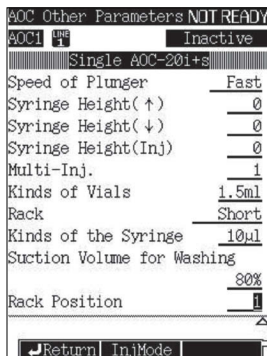 AOC Other Parameters NOT READY
AOC1 LINE 1 Inactive
Single AOC-20i+s
Speed of Plunger Fast
Syringe Height(↑) 0
Syringe Height(↓) 0
Syringe Height(Inj) 0
Multi-Inj. 1
Kinds of Vials 1.5ml
Rack Short
Kinds of the Syringe 10µl
Suction Volume for Washing
80%
Rack Position 1
Return InjMode